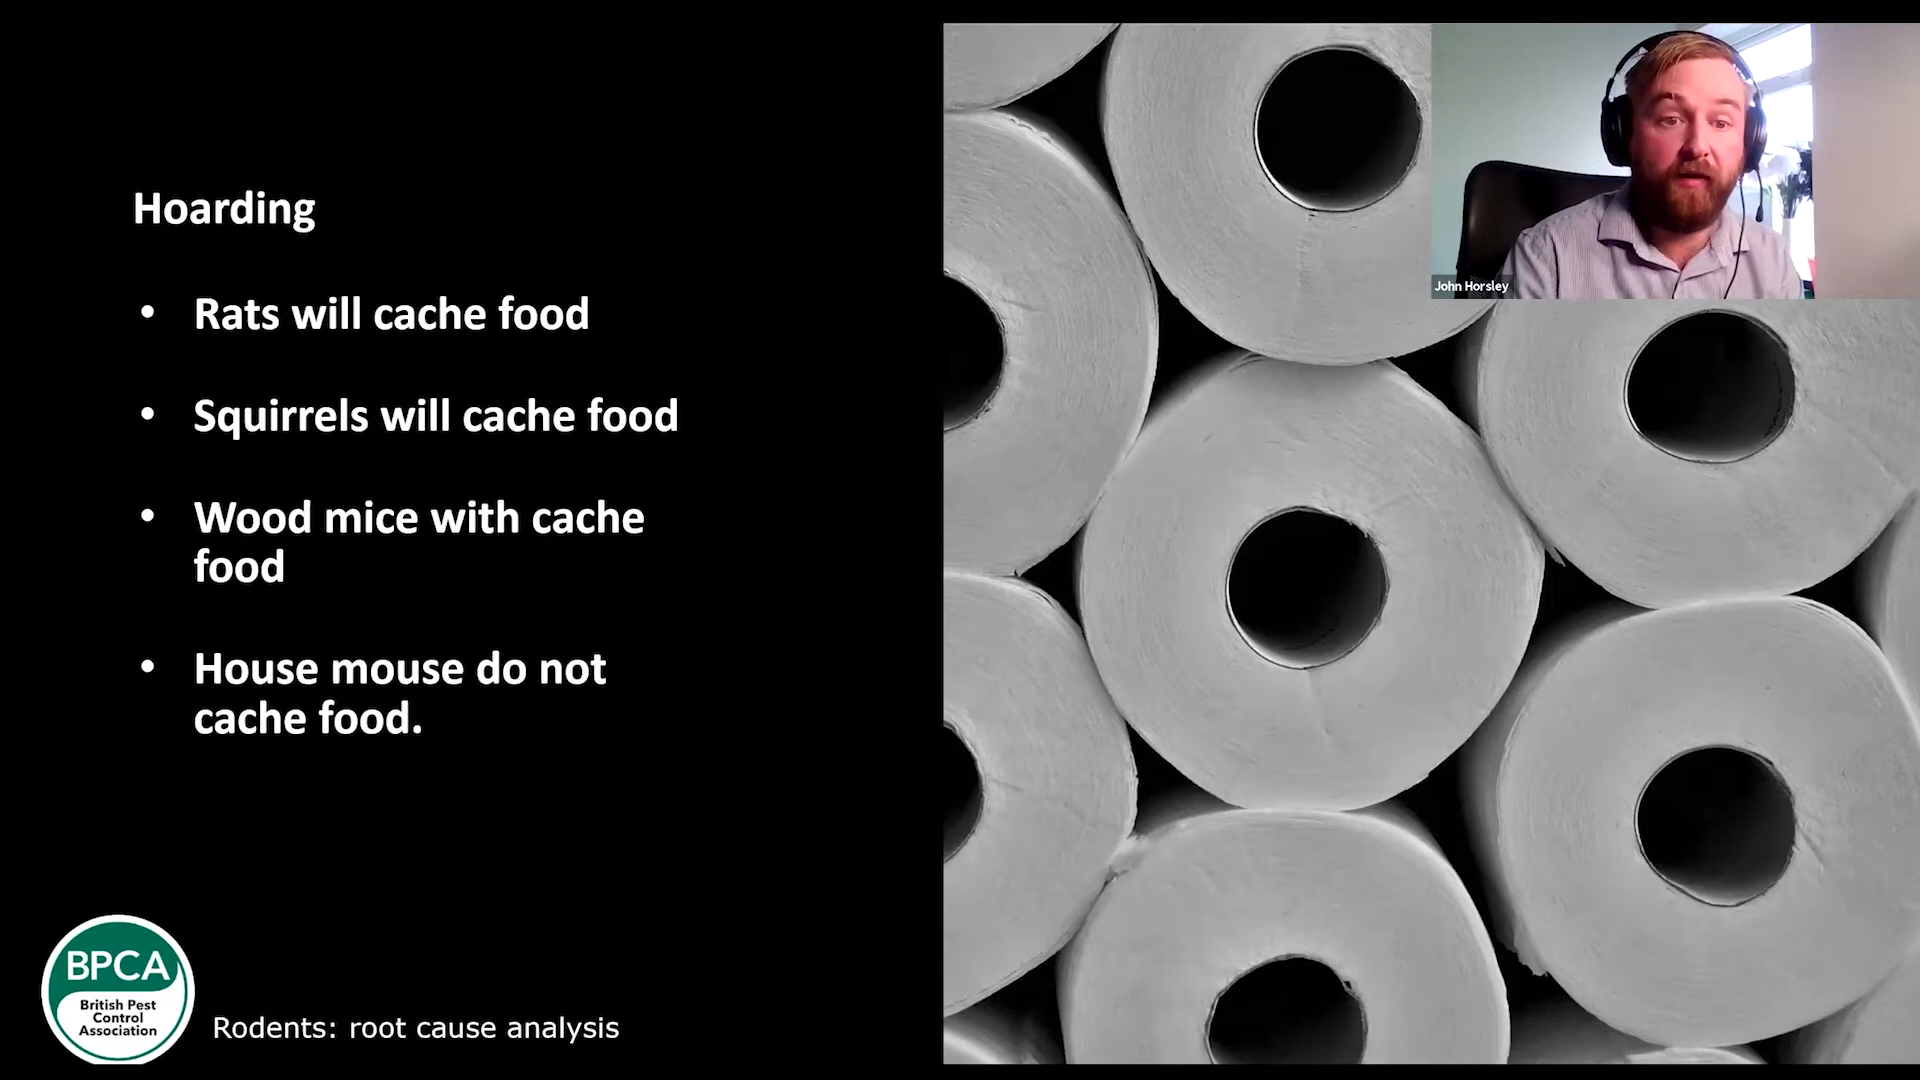 Hoarding
• Rats will cache food
• Squirrels will cache food
• Wood mice with cache
food
• House mouse do not
cache food.
John Horsley
BPCA
British Pest
Control
Association
Rodents: root cause analysis